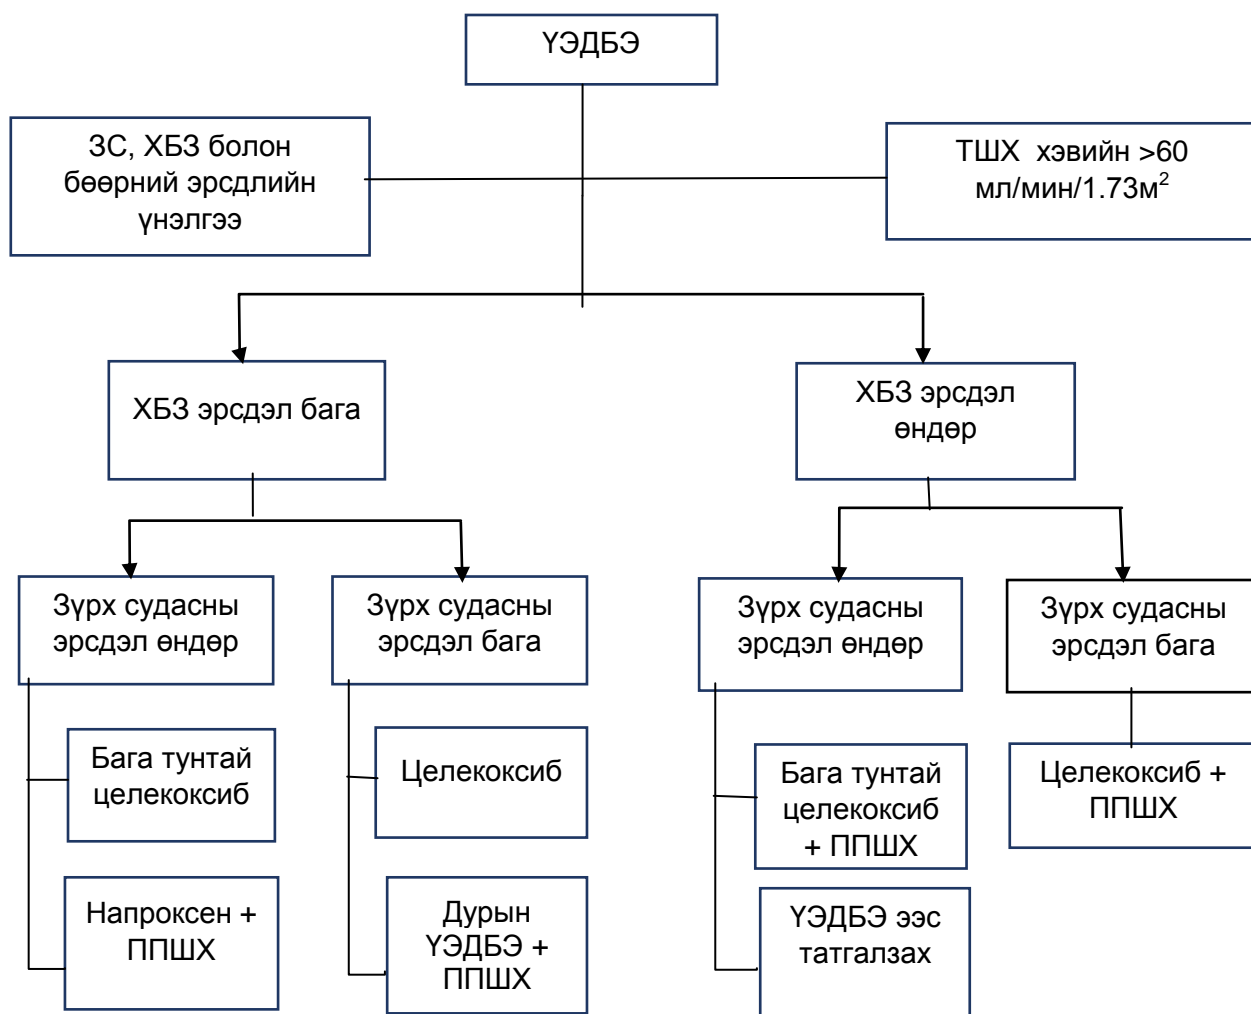 ҮЭДБЭ
ЗС, ХБЗ болон
бөөрний эрсдлийн
үнэлгээ
ТШХ хэвийн >60
мл/мин/1.73м²
ХБЗ эрсдэл бага
ХБЗ эрсдэл
өндөр
Зүрх судасны
эрсдэл өндөр
Зүрх судасны
эрсдэл бага
Зүрх судасны
эрсдэл өндөр
Зүрх судасны
эрсдэл бага
Бага тунтай
целекоксиб
Целекоксиб
Бага тунтай
целекоксиб
+ ППШХ
Целекоксиб +
ППШХ
Напроксен +
ППШХ
Дурын
ҮЭДБЭ +
ППШХ
ҮЭДБЭ ээс
татгалзах